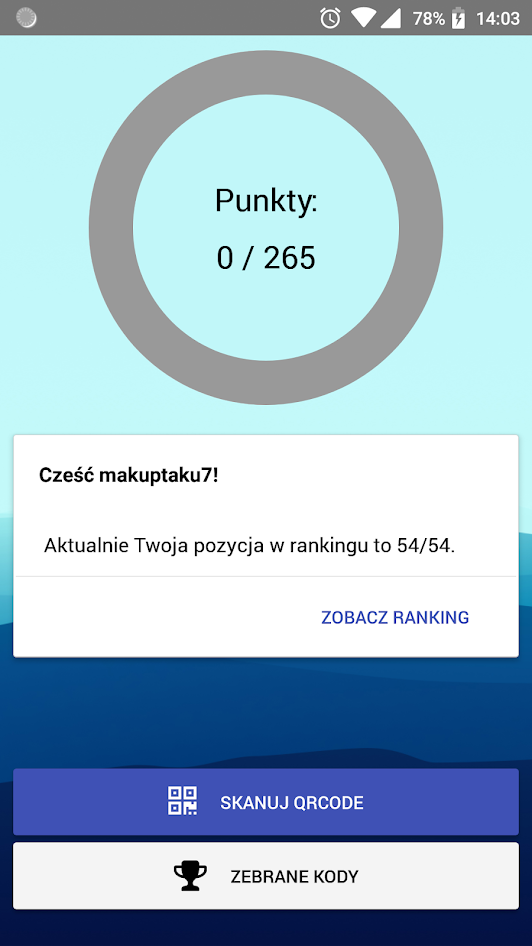 78% 14:03
Punkty:
0 / 265
Cześć makuptaku7!
Aktualnie Twoja pozycja w rankingu to 54/54.
ZOBACZ RANKING
SKANUJ QRCODE
ZEBRANE KODY